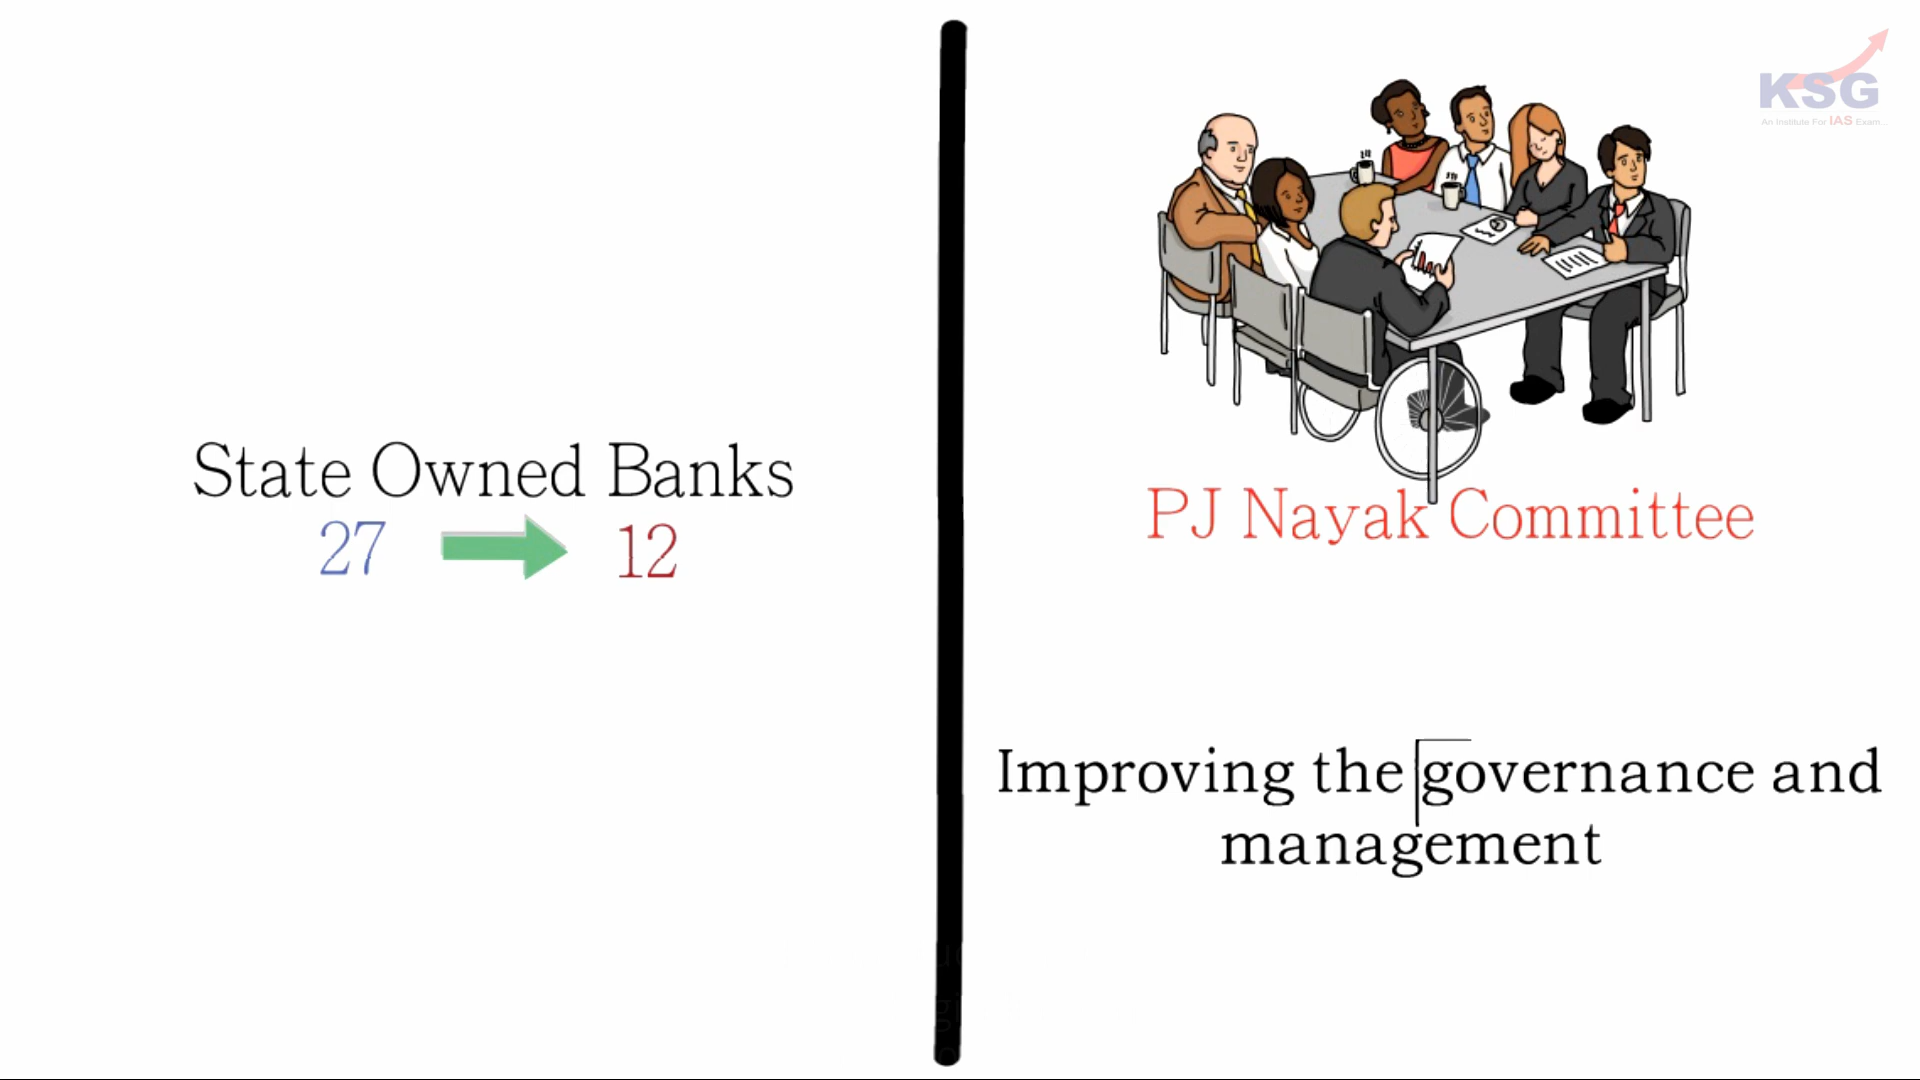 State Owned Banks
27 12
KSG
An Institute For IAS Exam...
PJ Nayak Committee
Improving the governance and
management